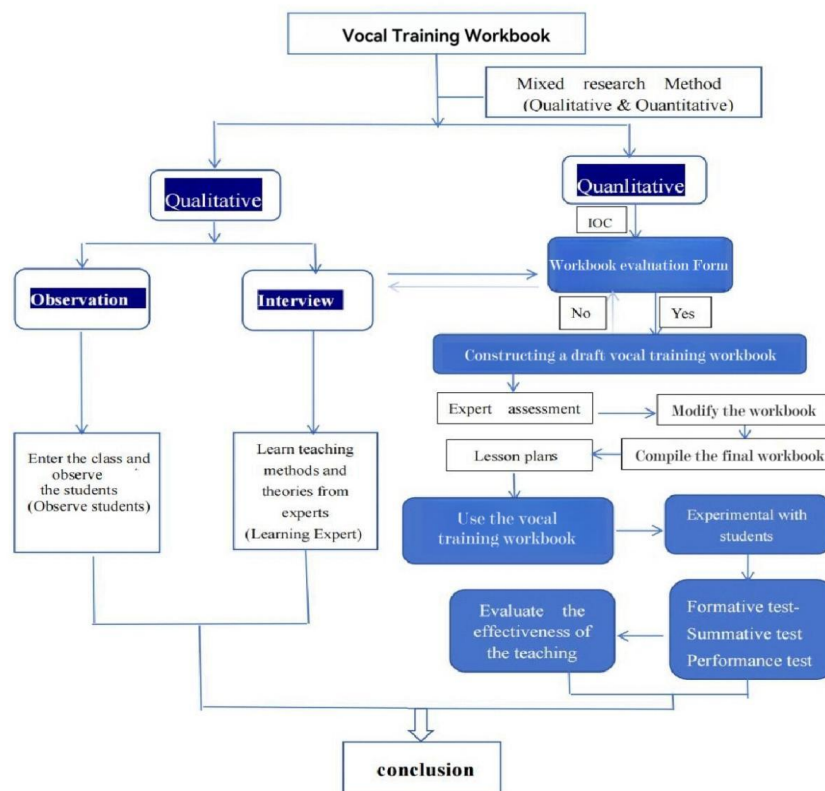 Vocal Training Workbook
Mixed research Method
(Qualitative & Quantitative)
Qualitative
Quanlitative
IOC
Workbook evaluation Form
Observation
Interview
No
Yes
Constructing a draft vocal training workbook
Expert assessment
Modify the workbook
Enter the class and
observe
the students
(Observe students)
Learn teaching
methods and
theories from
experts
(Learning Expert)
Lesson plans
Compile the final workbook
Use the vocal
training workbook
Experimental with
students
Evaluate the
effectiveness of
the teaching
Formative test-
Summative test
Performance test
conclusion